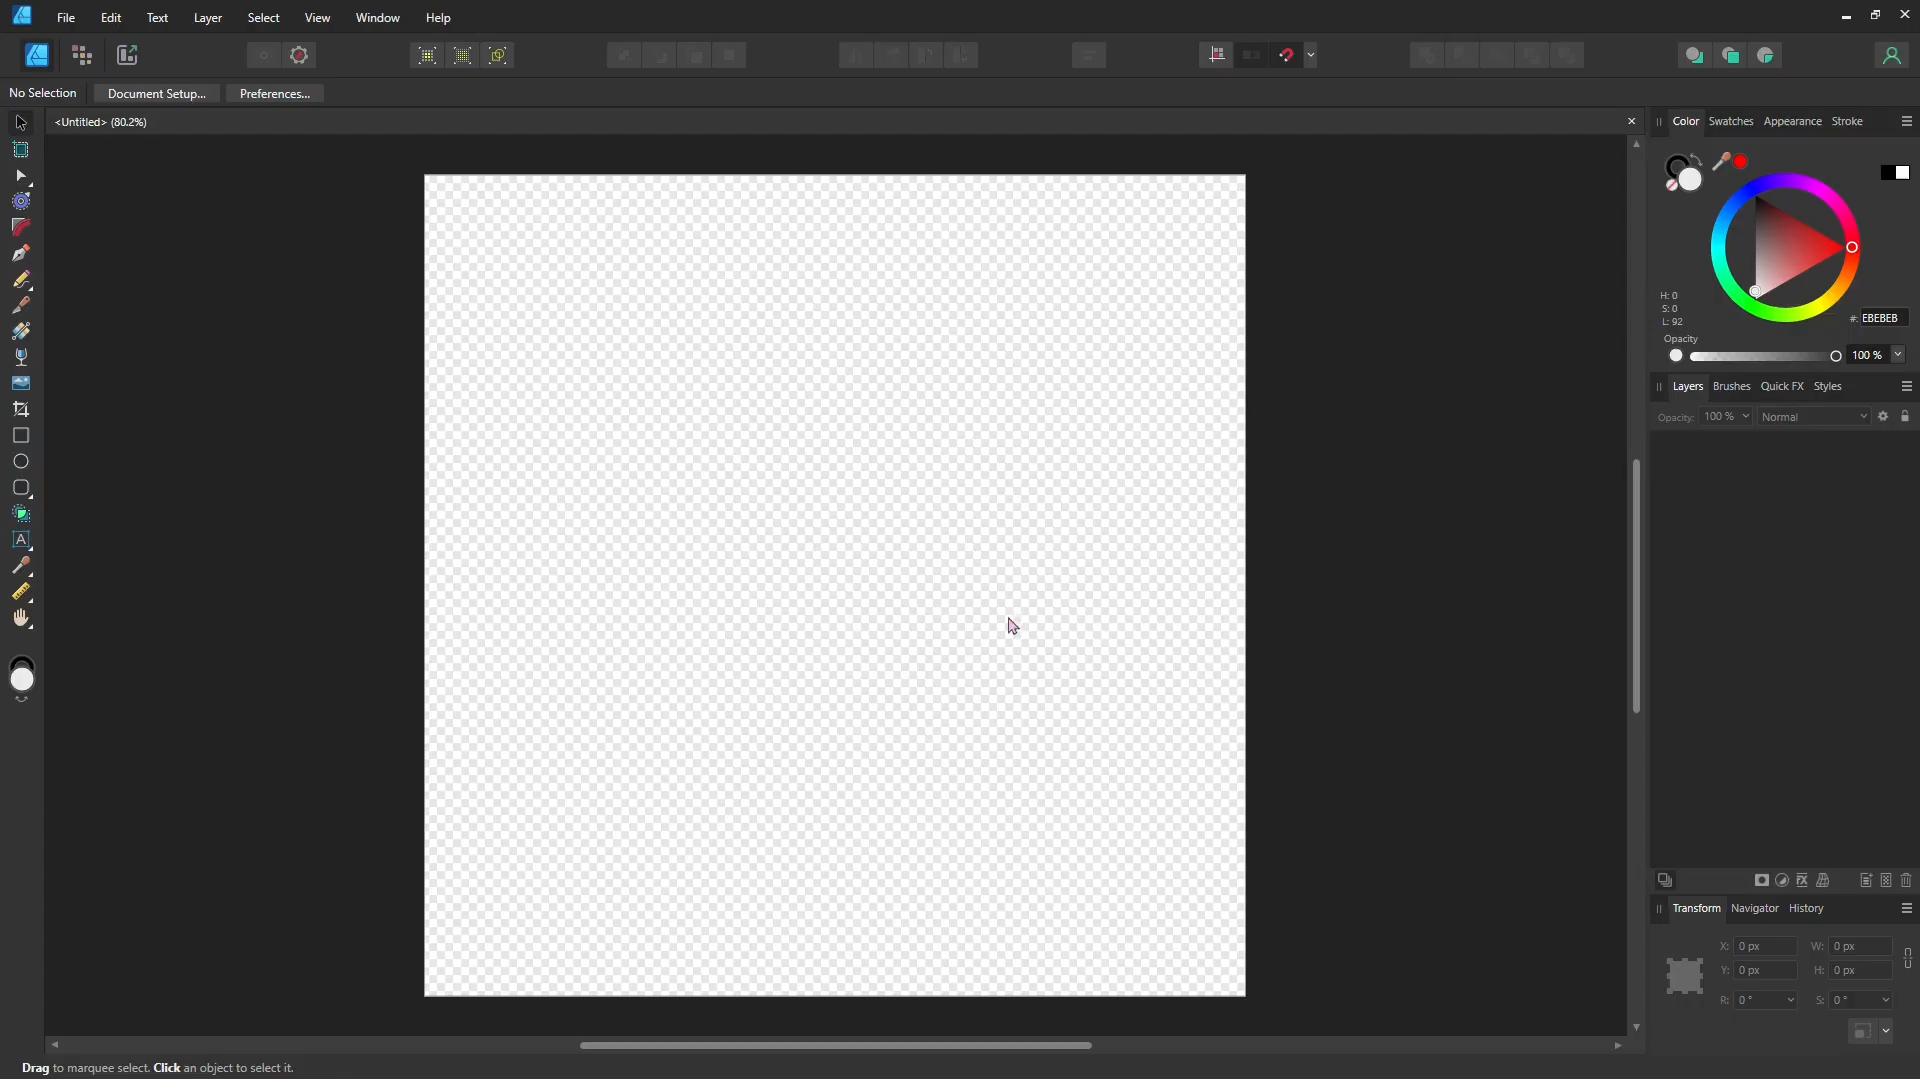 File Edit Text Layer Select View Window Help
No Selection Document Setup... Preferences...
<Untitled> (80.2%)
Color Swatches Appearance Stroke
H: 0
S: 0
L: 92
#: EBEBEB
Opacity
100 %
Layers Brushes Quick FX Styles
Opacity: 100 % Normal
A
fx
Transform Navigator History
X: 0 px W: 0 px
Y: 0 px H: 0 px
R: 0 ° S: 0 °
Drag to marquee select. Click an object to select it.